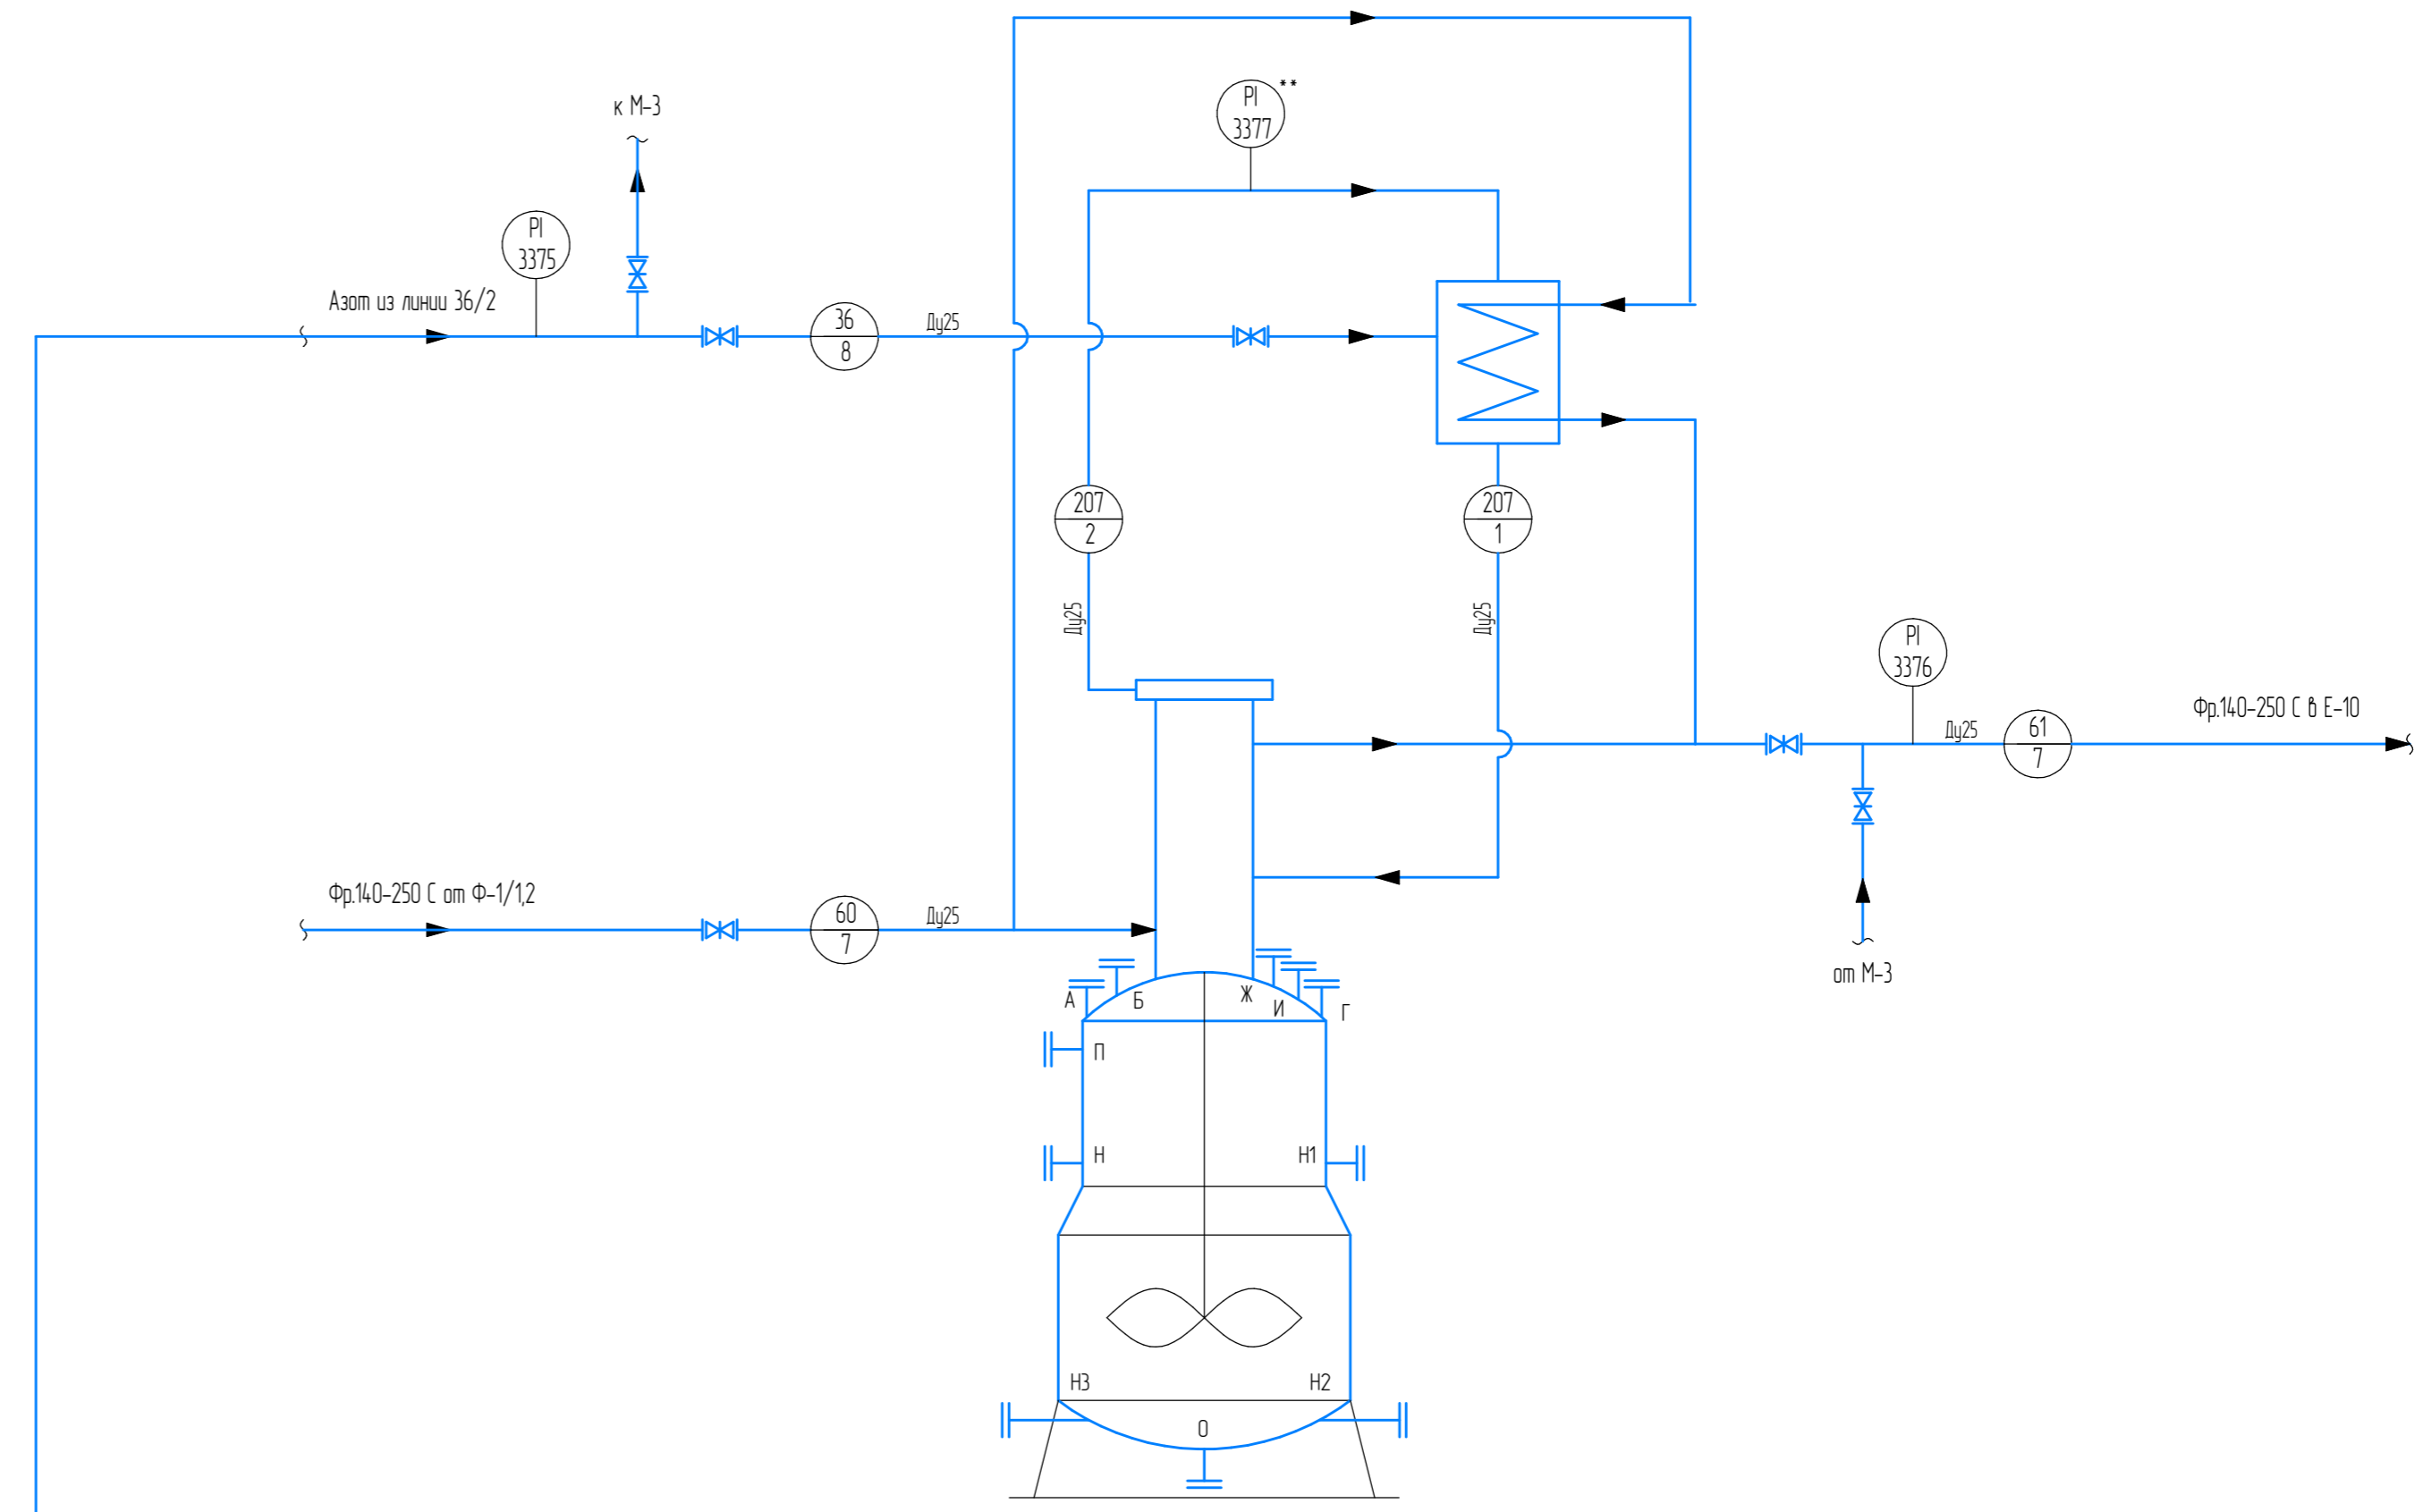 к М-3
PI
3377
**
PI
3375
Азот из линии 36/2
36
8
Ду25
207
2
207
1
Ду25
Ду25
PI
3376
Фр.140-250 С в Е-10
Ду25
61
7
Фр.140-250 С от Ф-1/1,2
60
7
Ду25
от М-3
А
Б
Ж
И
Г
П
Н
Н1
Н3
Н2
О